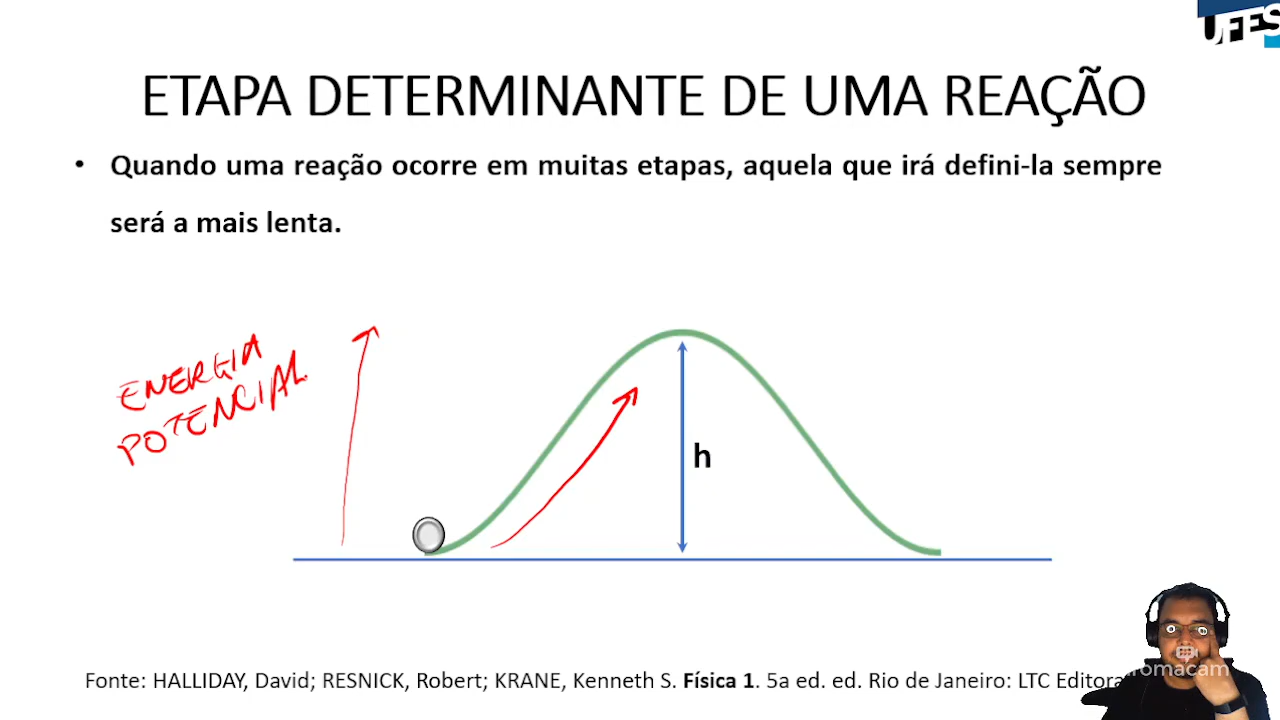 UFES
ETAPA DETERMINANTE DE UMA REAÇÃO
• Quando uma reação ocorre em muitas etapas, aquela que irá defini-la sempre
será a mais lenta.
ENERGIA
POTENCIAL
h
Fonte: HALLIDAY, David; RESNICK, Robert; KRANE, Kenneth S. Física 1. 5a ed. ed. Rio de Janeiro: LTC Editora